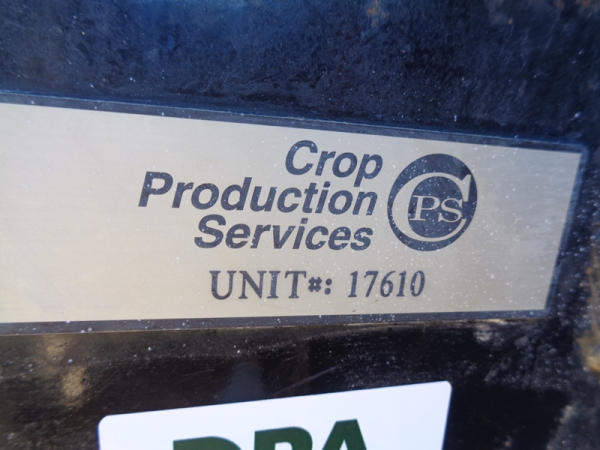 Crop
Production
Services
CPS
UNIT#: 17610